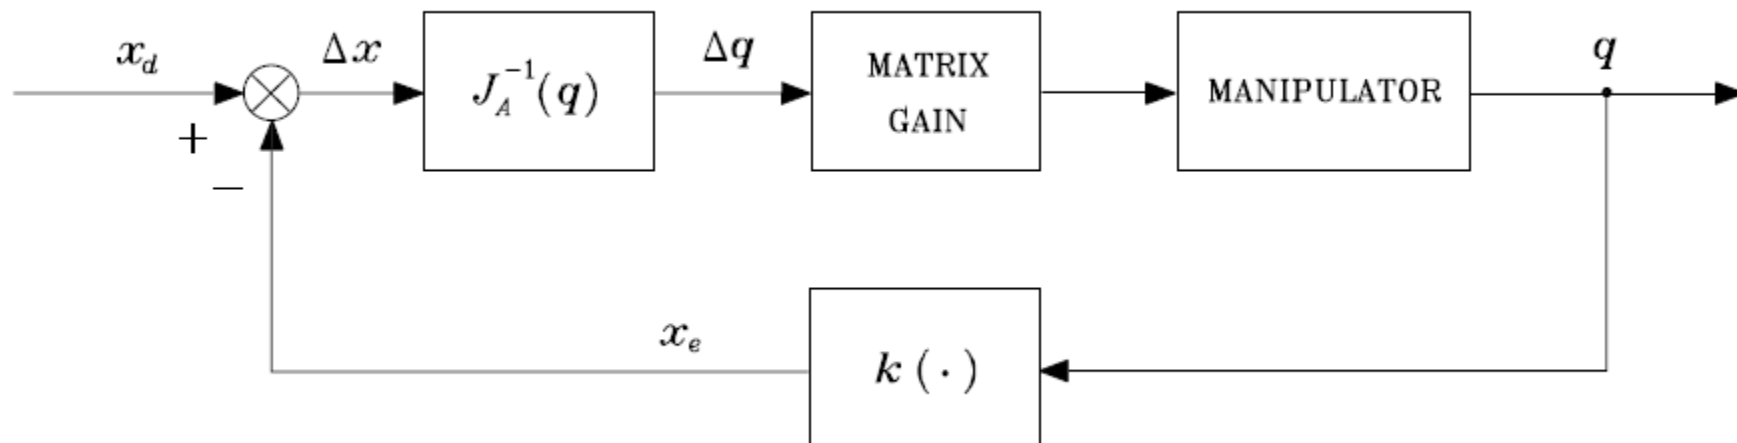 x_d
Δx
J_A^{-1}(q)
Δq
MATRIX
GAIN
MANIPULATOR
q
+
−
x_e
k(·)